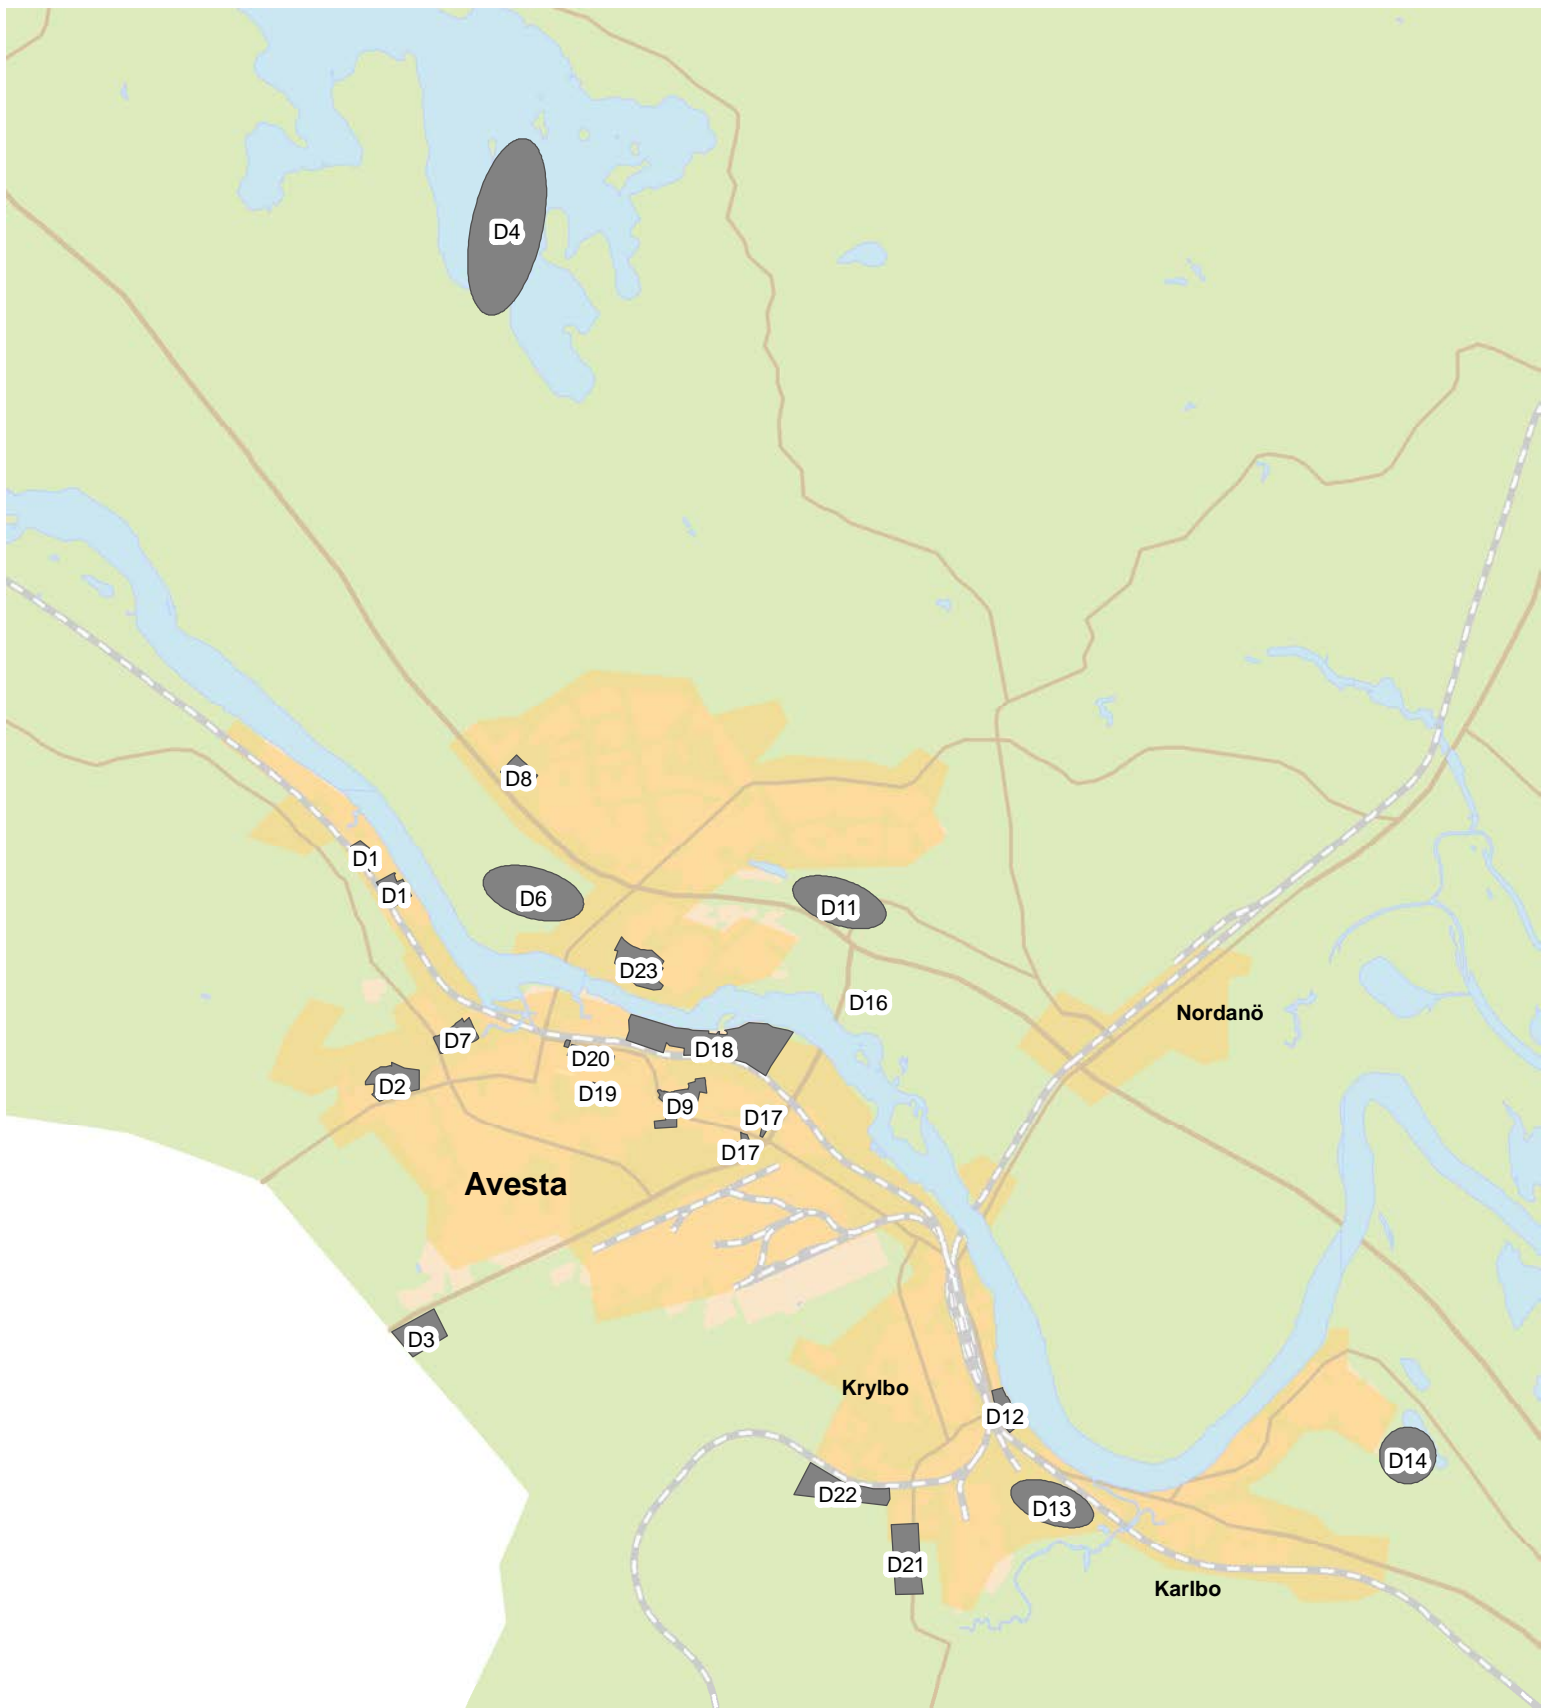 D4
D8
D1
D1
D6
D11
D23
D16
Nordanö
D7
D18
D20
D2
D19
D9
D17
D17
Avesta
D3
Krylbo
D12
D14
D22
D13
D21
Karlbo